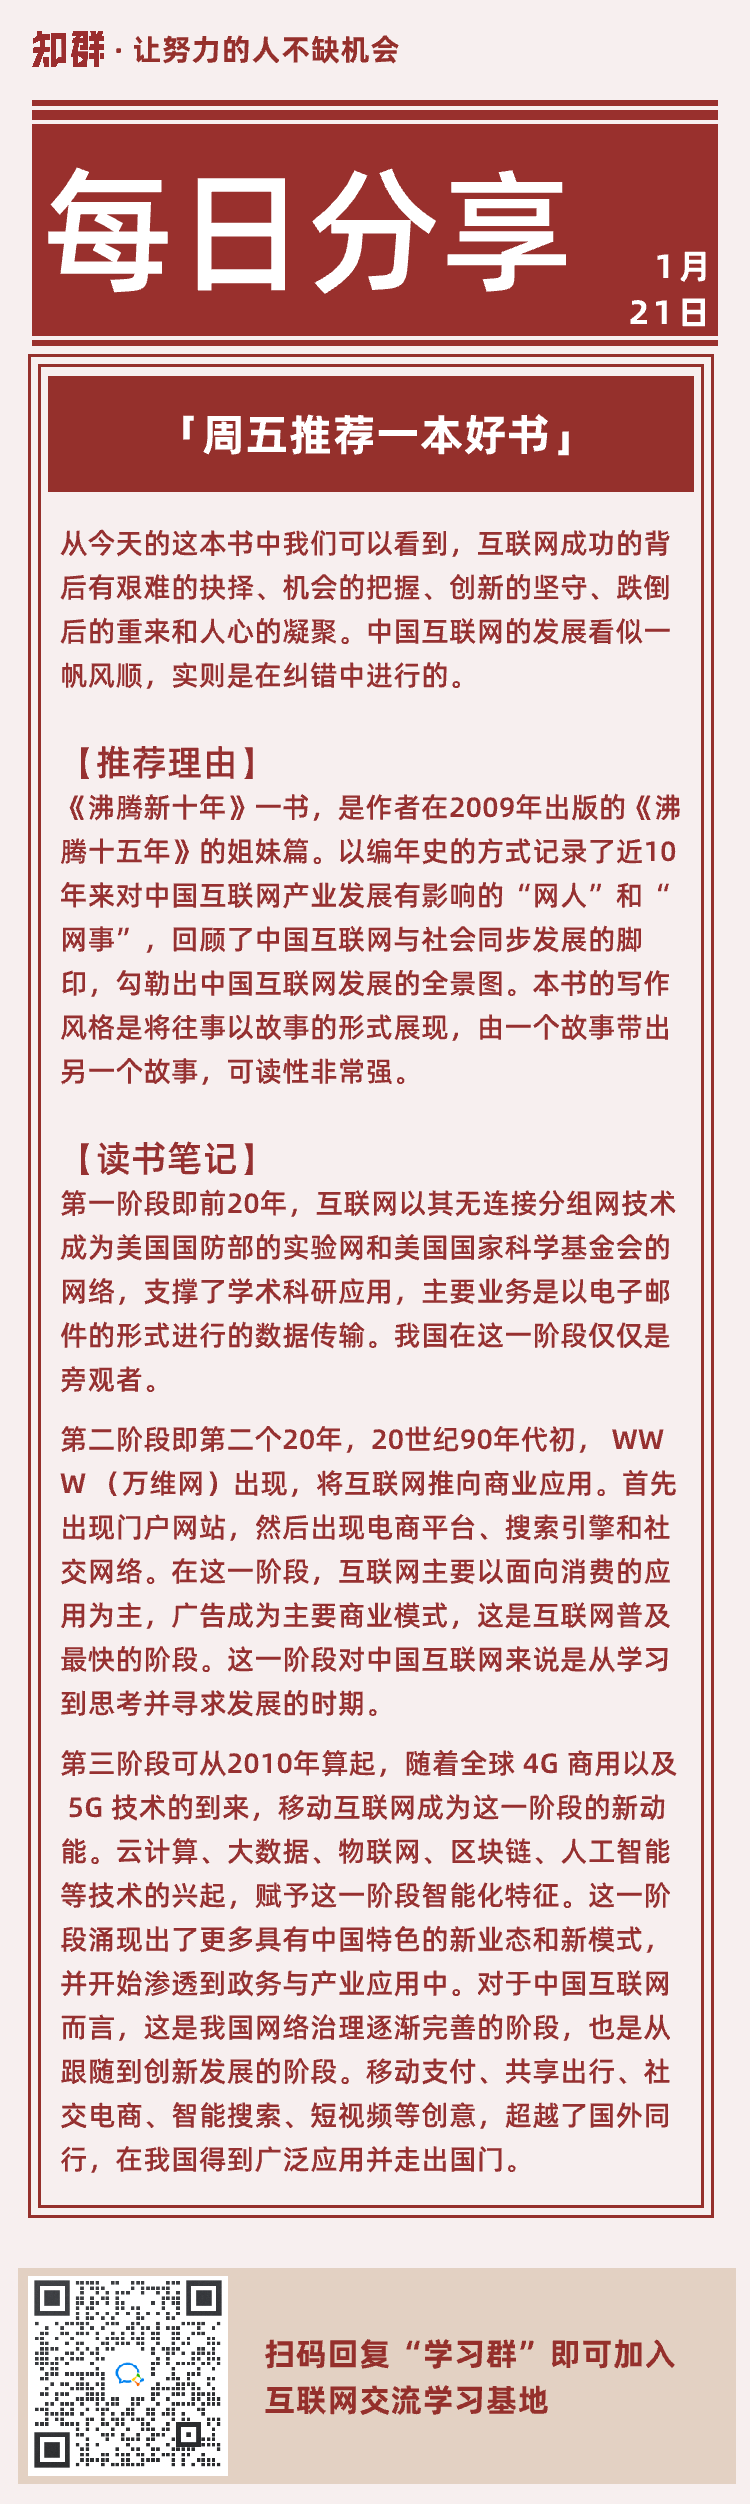 知群·让努力的人不缺机会
每日分享
1月
21日
「周五推荐一本好书」
从今天的这本书中我们可以看到，互联网成功的背
后有艰难的抉择、机会的把握、创新的坚守、跌倒
后的重来和人心的凝聚。中国互联网的发展看似一
帆风顺，实则是在纠错中进行的。
【推荐理由】
《沸腾新十年》一书，是作者在2009年出版的《沸
腾十五年》的姐妹篇。以编年史的方式记录了近10
年来对中国互联网产业发展有影响的“网人”和“
网事”，回顾了中国互联网与社会同步发展的脚
印，勾勒出中国互联网发展的全景图。本书的写作
风格是将往事以故事的形式展现，由一个故事带出
另一个故事，可读性非常强。
【读书笔记】
第一阶段即前20年，互联网以其无连接分组网技术
成为美国国防部的实验网和美国国家科学基金会的
网络，支撑了学术科研应用，主要业务是以电子邮
件的形式进行的数据传输。我国在这一阶段仅仅是
旁观者。
第二阶段即第二个20年，20世纪90年代初， WW
W （万维网）出现，将互联网推向商业应用。首先
出现门户网站，然后出现电商平台、搜索引擎和社
交网络。在这一阶段，互联网主要以面向消费的应
用为主，广告成为主要商业模式，这是互联网普及
最快的阶段。这一阶段对中国互联网来说是从学习
到思考并寻求发展的时期。
第三阶段可从2010年算起，随着全球 4G 商用以及
5G 技术的到来，移动互联网成为这一阶段的新动
能。云计算、大数据、物联网、区块链、人工智能
等技术的兴起，赋予这一阶段智能化特征。这一阶
段涌现出了更多具有中国特色的新业态和新模式，
并开始渗透到政务与产业应用中。对于中国互联网
而言，这是我国网络治理逐渐完善的阶段，也是从
跟随到创新发展的阶段。移动支付、共享出行、社
交电商、智能搜索、短视频等创意，超越了国外同
行，在我国得到广泛应用并走出国门。
扫码回复“学习群”即可加入
互联网交流学习基地